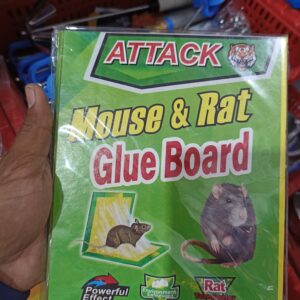 ATTACK
Mouse & Rat
Glue Board
Powerful
Effect
Rat